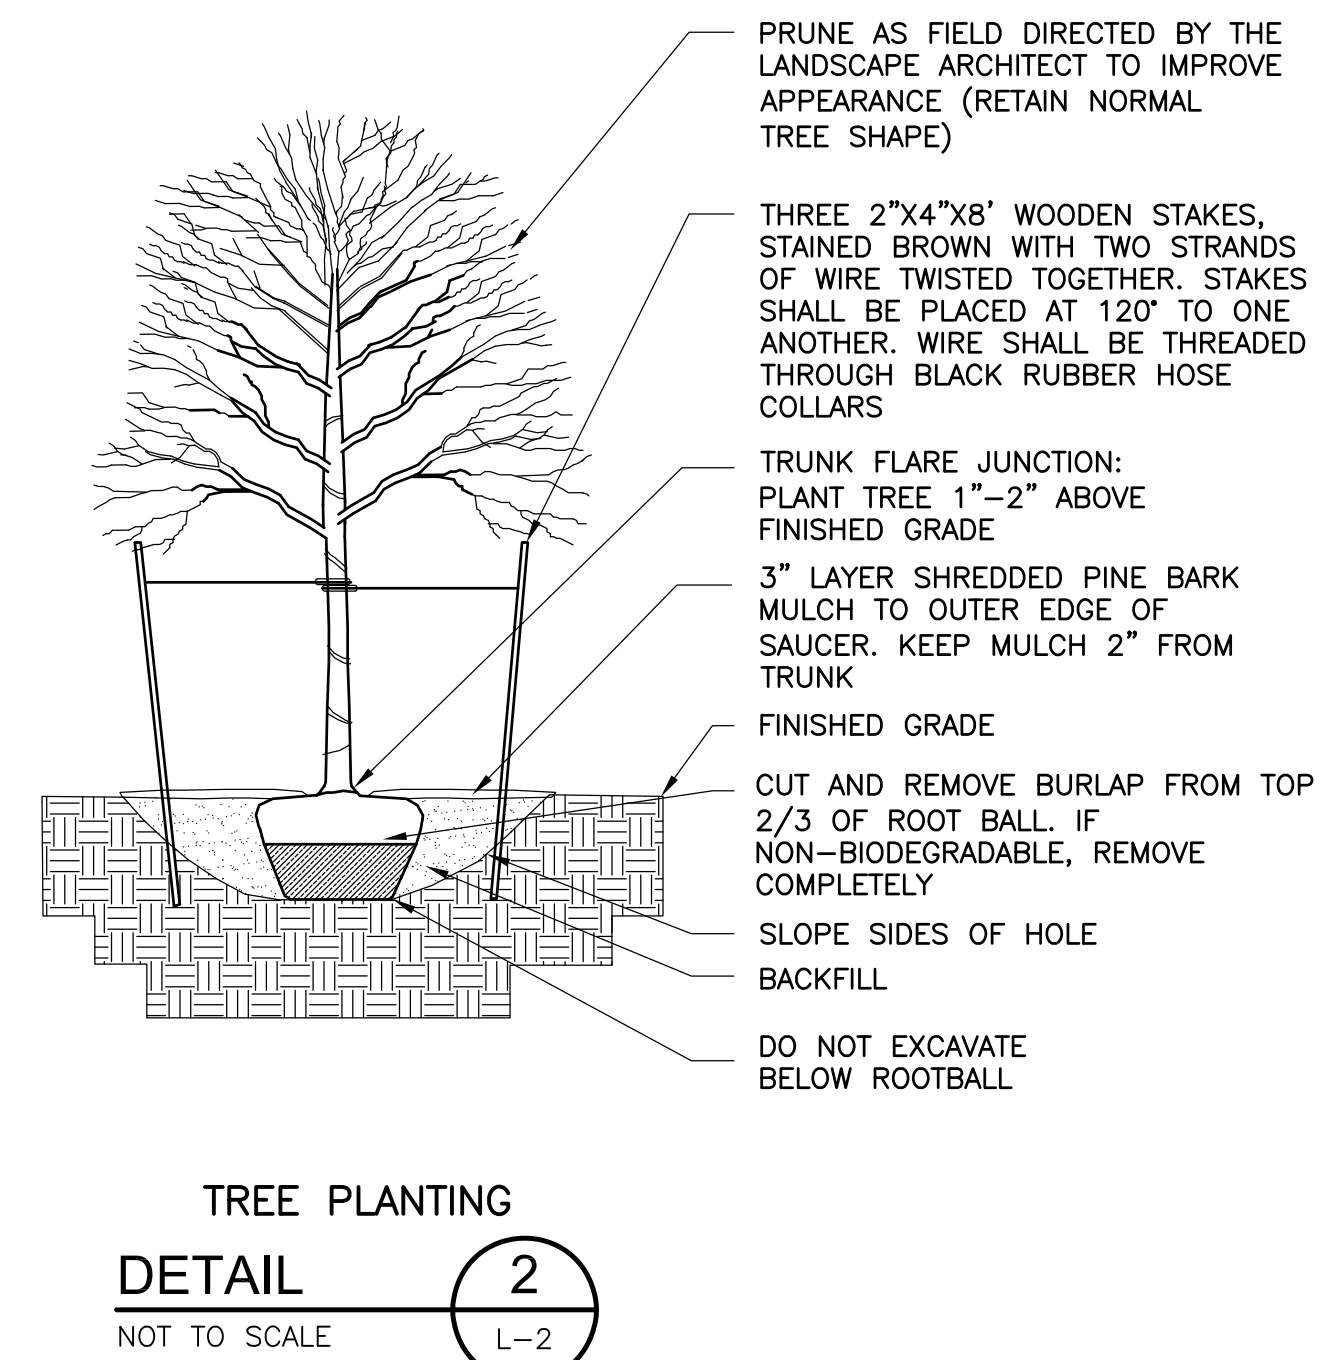 PRUNE AS FIELD DIRECTED BY THE
LANDSCAPE ARCHITECT TO IMPROVE
APPEARANCE (RETAIN NORMAL
TREE SHAPE)
THREE 2"X4"X8' WOODEN STAKES,
STAINED BROWN WITH TWO STRANDS
OF WIRE TWISTED TOGETHER. STAKES
SHALL BE PLACED AT 120° TO ONE
ANOTHER. WIRE SHALL BE THREADED
THROUGH BLACK RUBBER HOSE
COLLARS
TRUNK FLARE JUNCTION:
PLANT TREE 1"-2" ABOVE
FINISHED GRADE
3" LAYER SHREDDED PINE BARK
MULCH TO OUTER EDGE OF
SAUCER. KEEP MULCH 2" FROM
TRUNK
FINISHED GRADE
CUT AND REMOVE BURLAP FROM TOP
2/3 OF ROOT BALL. IF
NON-BIODEGRADABLE, REMOVE
COMPLETELY
SLOPE SIDES OF HOLE
BACKFILL
DO NOT EXCAVATE
BELOW ROOTBALL
TREE PLANTING
DETAIL
2
NOT TO SCALE
L-2